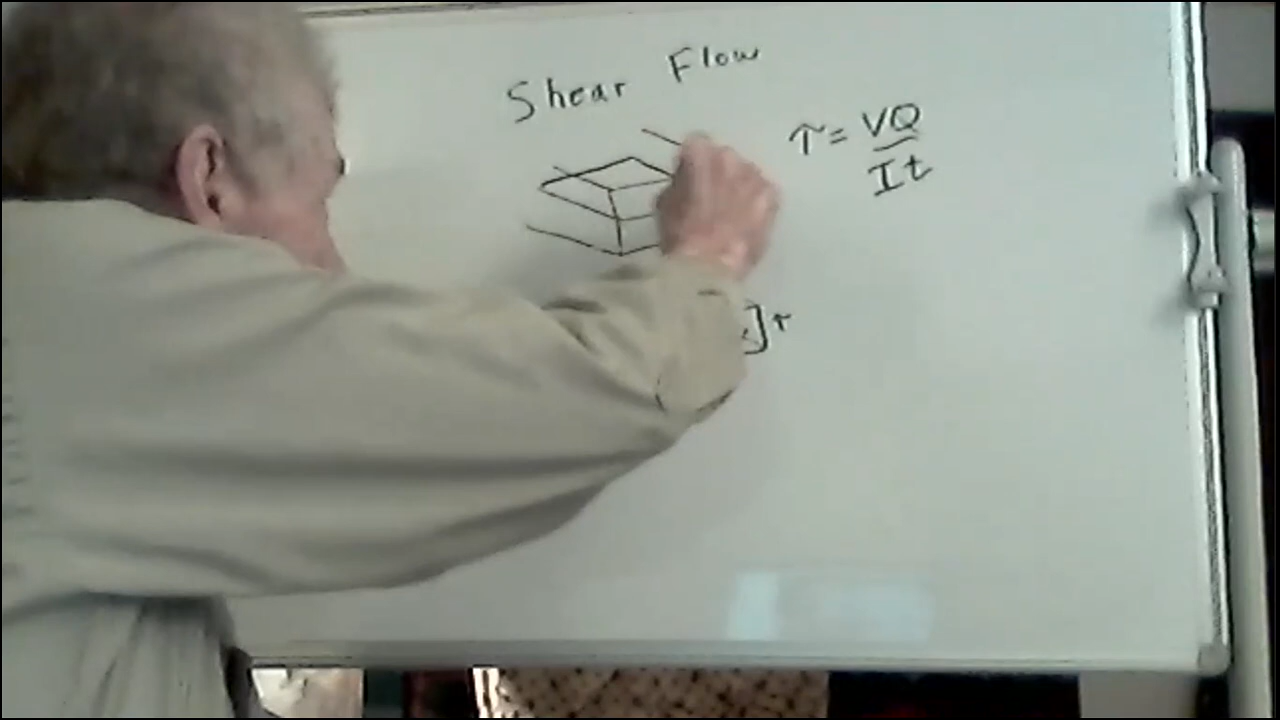 Shear Flow
τ = VQ
It
]τ